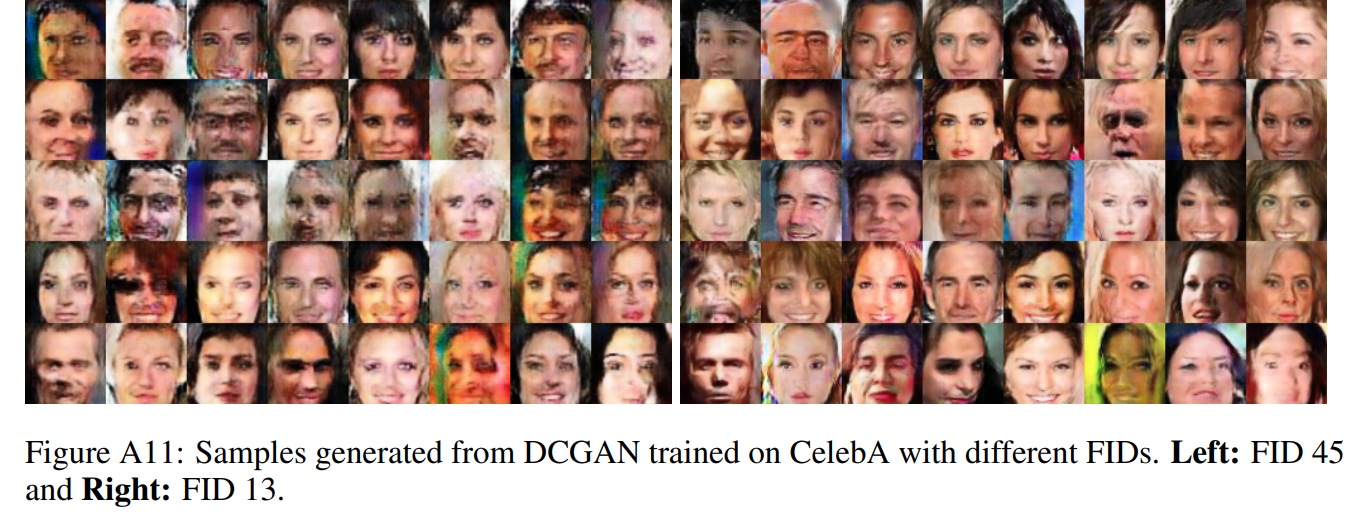 Figure A11: Samples generated from DCGAN trained on CelebA with different FIDs. Left: FID 45
and Right: FID 13.